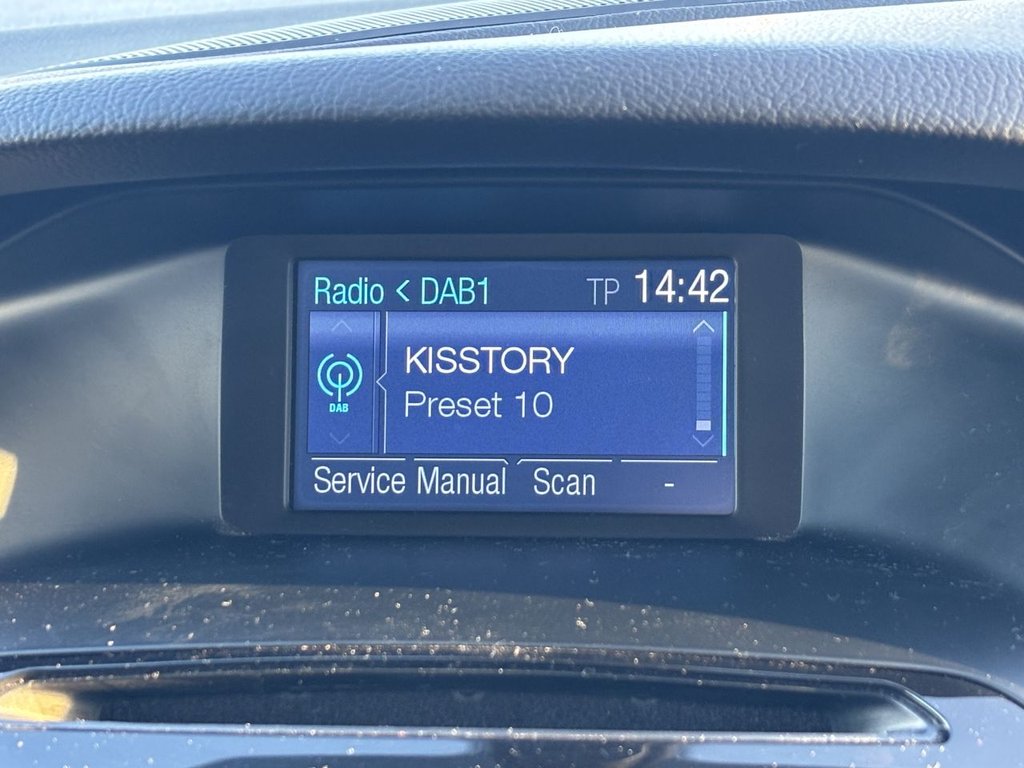 Radio < DAB1 TP 14:42
KISSTORY
DAB Preset 10
Service Manual Scan -